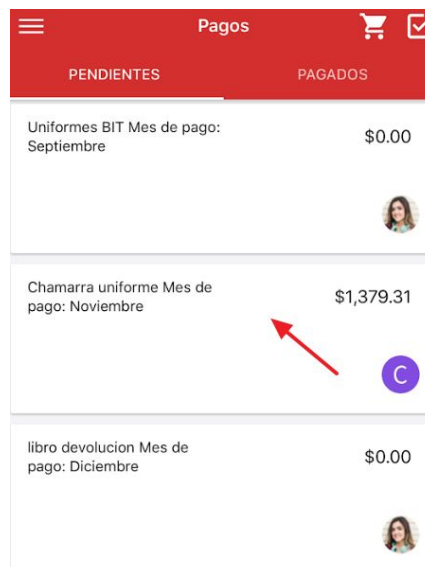 Pagos
PENDIENTES
PAGADOS
Uniformes BIT Mes de pago:
Septiembre
$0.00
Chamarra uniforme Mes de
pago: Noviembre
$1,379.31
C
libro devolucion Mes de
pago: Diciembre
$0.00